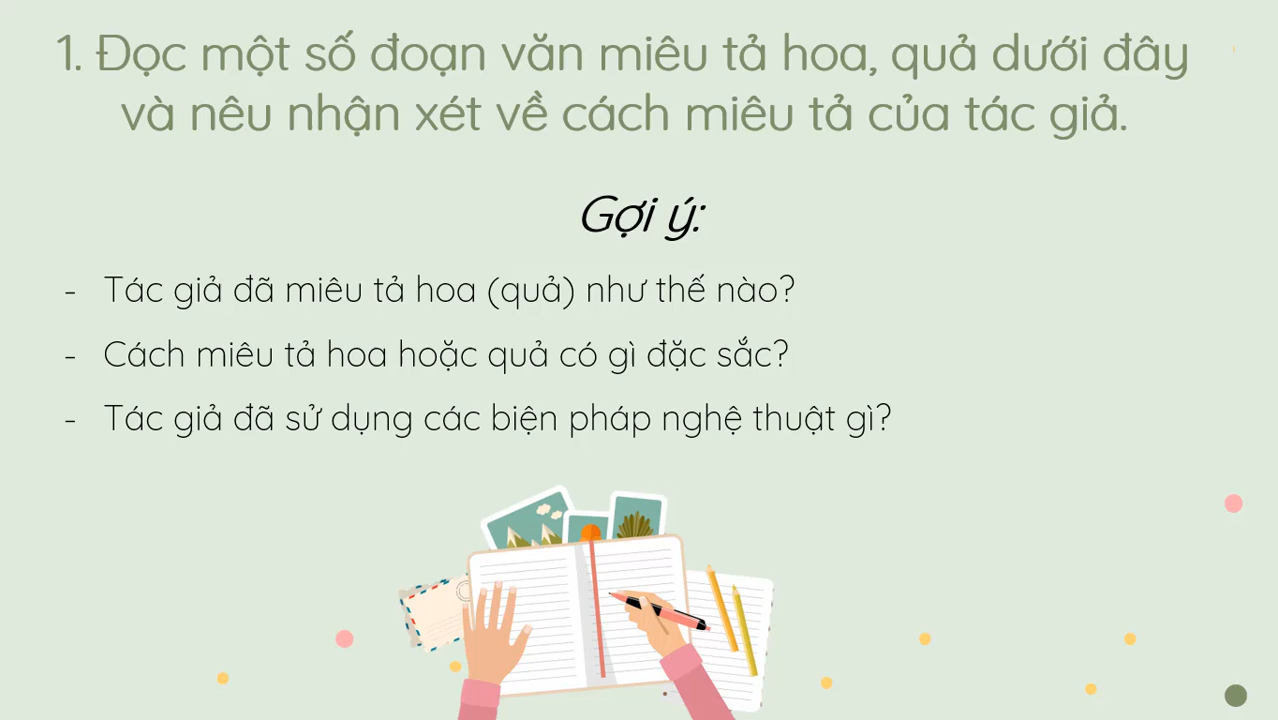 1. Đọc một số đoạn văn miêu tả hoa, quả dưới đây
và nêu nhận xét về cách miêu tả của tác giả.
Gợi ý:
- Tác giả đã miêu tả hoa (quả) như thế nào?
- Cách miêu tả hoa hoặc quả có gì đặc sắc?
- Tác giả đã sử dụng các biện pháp nghệ thuật gì?